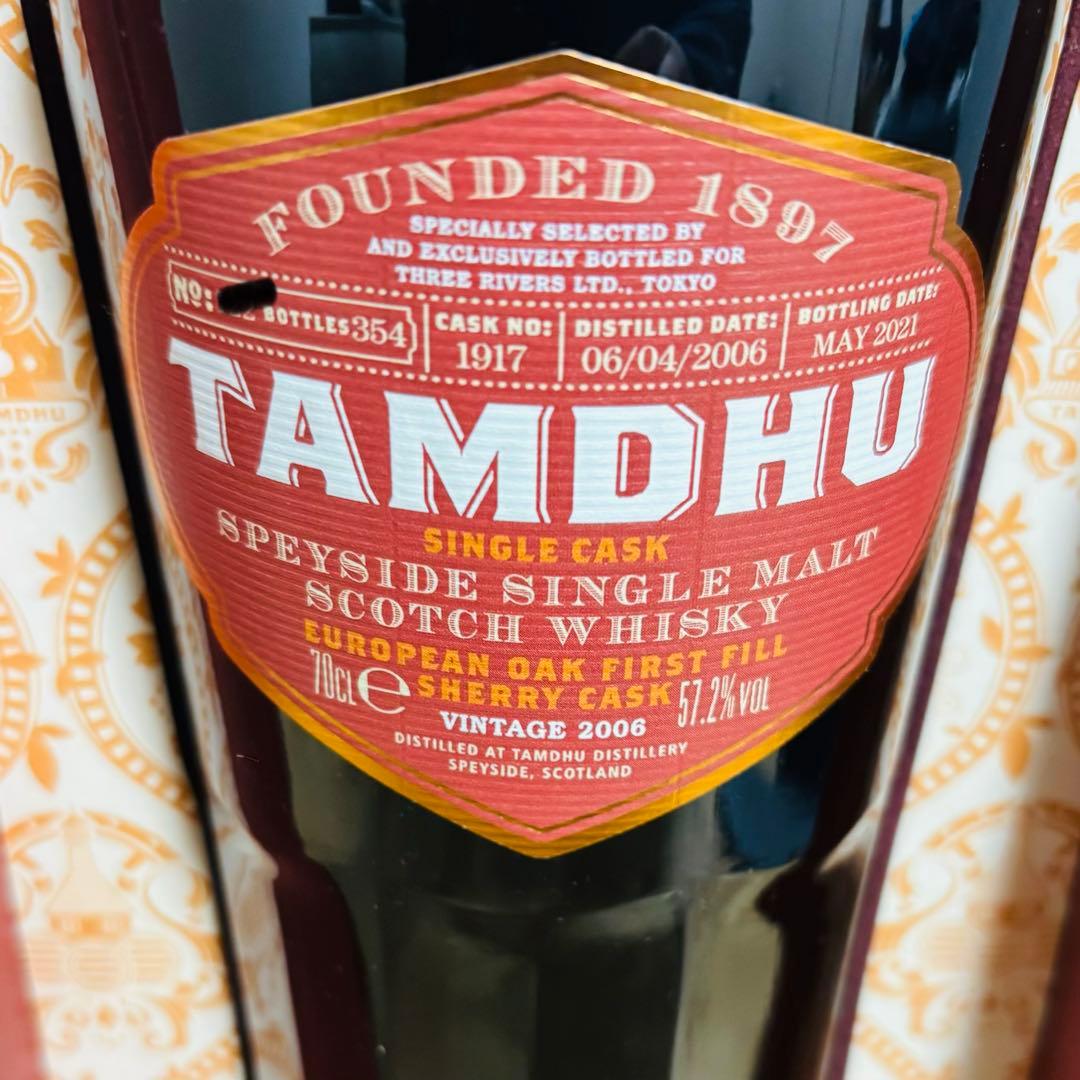 FOUNDED 1897
SPECIALLY SELECTED BY
AND EXCLUSIVELY BOTTLED FOR
THREE RIVERS LTD., TOKYO
NO: BOTTLES 354
CASK NO: 1917
DISTILLED DATE: 06/04/2006
BOTTLING DATE: MAY 2021
TAMDHU
SINGLE CASK
SPEYSIDE SINGLE MALT
SCOTCH WHISKY
EUROPEAN OAK FIRST FILL
SHERRY CASK
70cl e
57.2% VOL
VINTAGE 2006
DISTILLED AT TAMDHU DISTILLERY
SPEYSIDE, SCOTLAND